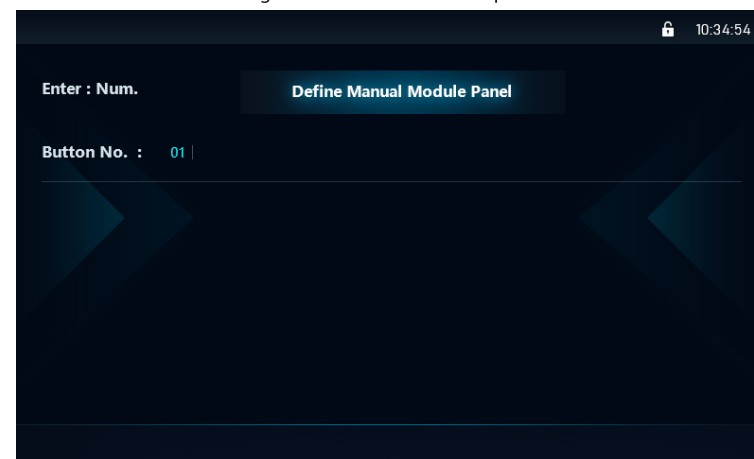 10:34:54
Enter : Num.
Define Manual Module Panel
Button No. : 01